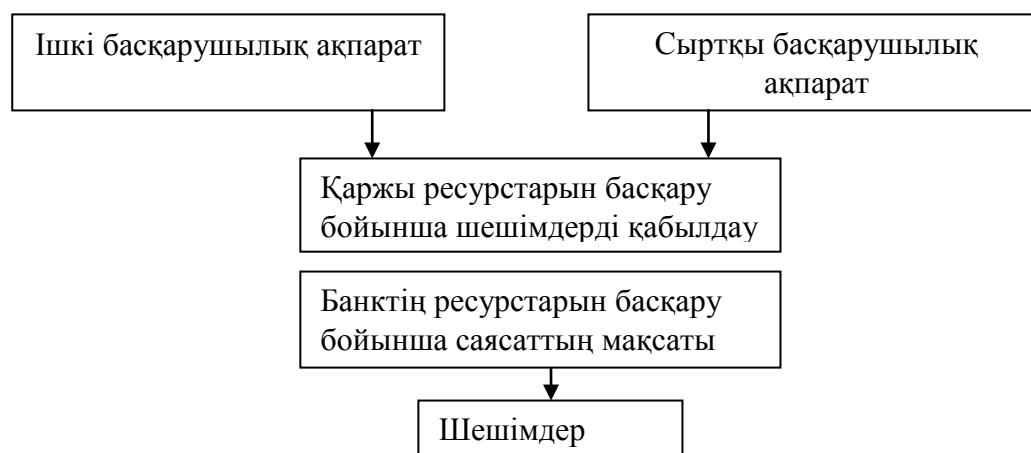 Ішкі басқарушылық ақпарат
Сыртқы басқарушылық
ақпарат
Қаржы ресурстарын басқару
бойынша шешімдерді қабылдау
Банктің ресурстарын басқару
бойынша саясаттың мақсаты
Шешімдер